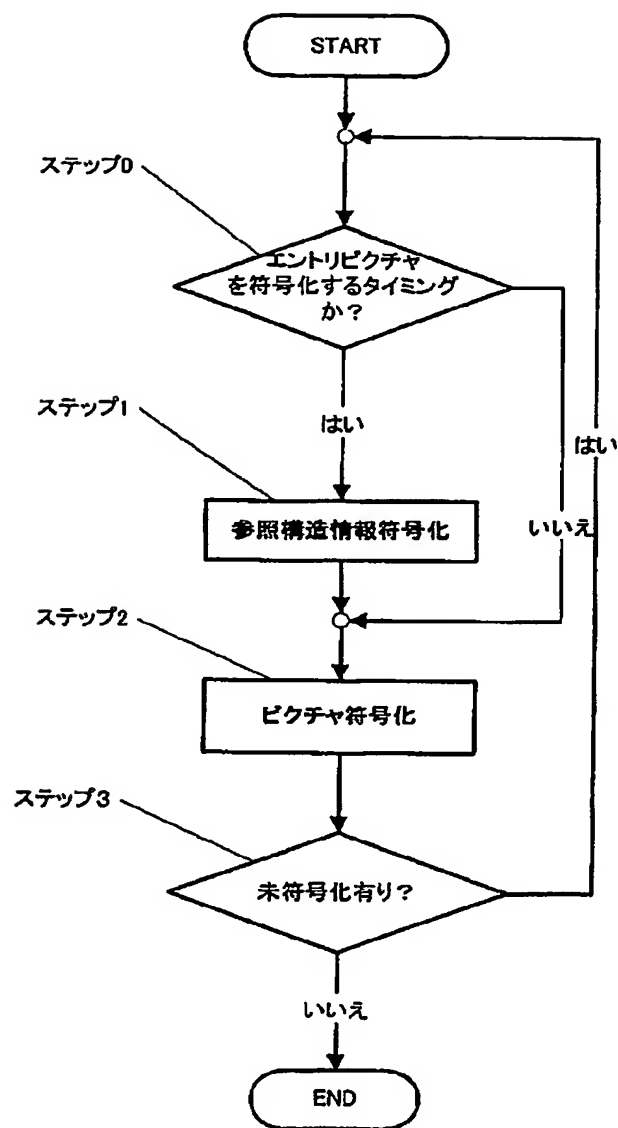 START
ステップ0
エントリピクチャ
を符号化するタイミング
か？
ステップ1
はい
はい
いいえ
参照構造情報符号化
ステップ2
ピクチャ符号化
ステップ3
未符号化有り？
いいえ
END